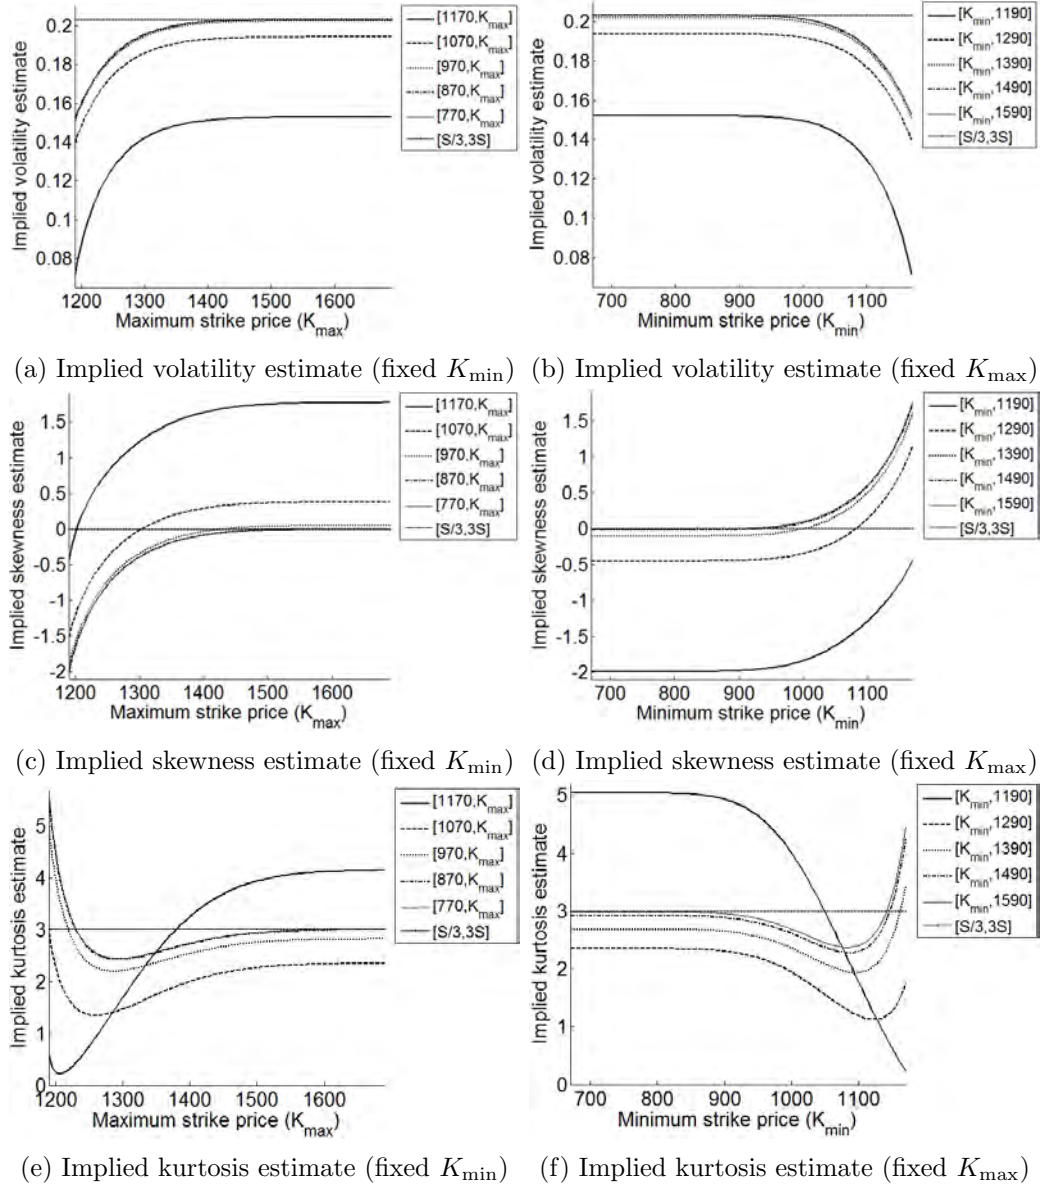 Implied volatility estimate
0.2
0.18
0.16
0.14
0.12
0.1
0.08
1200 1300 1400 1500 1600
Maximum strike price (K_max)
[1170,K_max]
[1070,K_max]
[970,K_max]
[870,K_max]
[770,K_max]
[S/3,3S]
Implied volatility estimate
0.2
0.18
0.16
0.14
0.12
0.1
0.08
700 800 900 1000 1100
Minimum strike price (K_min)
[K_min,1190]
[K_min,1290]
[K_min,1390]
[K_min,1490]
[K_min,1590]
[S/3,3S]
(a) Implied volatility estimate (fixed K_min)
(b) Implied volatility estimate (fixed K_max)
Implied skewness estimate
1.5
1
0.5
0
-0.5
-1
-1.5
-2
1200 1300 1400 1500 1600
Maximum strike price (K_max)
[1170,K_max]
[1070,K_max]
[970,K_max]
[870,K_max]
[770,K_max]
[S/3,3S]
Implied skewness estimate
1.5
1
0.5
0
-0.5
-1
-1.5
-2
700 800 900 1000 1100
Minimum strike price (K_min)
[K_min,1190]
[K_min,1290]
[K_min,1390]
[K_min,1490]
[K_min,1590]
[S/3,3S]
(c) Implied skewness estimate (fixed K_min)
(d) Implied skewness estimate (fixed K_max)
Implied kurtosis estimate
5
4
3
2
1
0
1200 1300 1400 1500 1600
Maximum strike price (K_max)
[1170,K_max]
[1070,K_max]
[970,K_max]
[870,K_max]
[770,K_max]
[S/3,3S]
Implied kurtosis estimate
5
4
3
2
1
0
700 800 900 1000 1100
Minimum strike price (K_min)
[K_min,1190]
[K_min,1290]
[K_min,1390]
[K_min,1490]
[K_min,1590]
[S/3,3S]
(e) Implied kurtosis estimate (fixed K_min)
(f) Implied kurtosis estimate (fixed K_max)